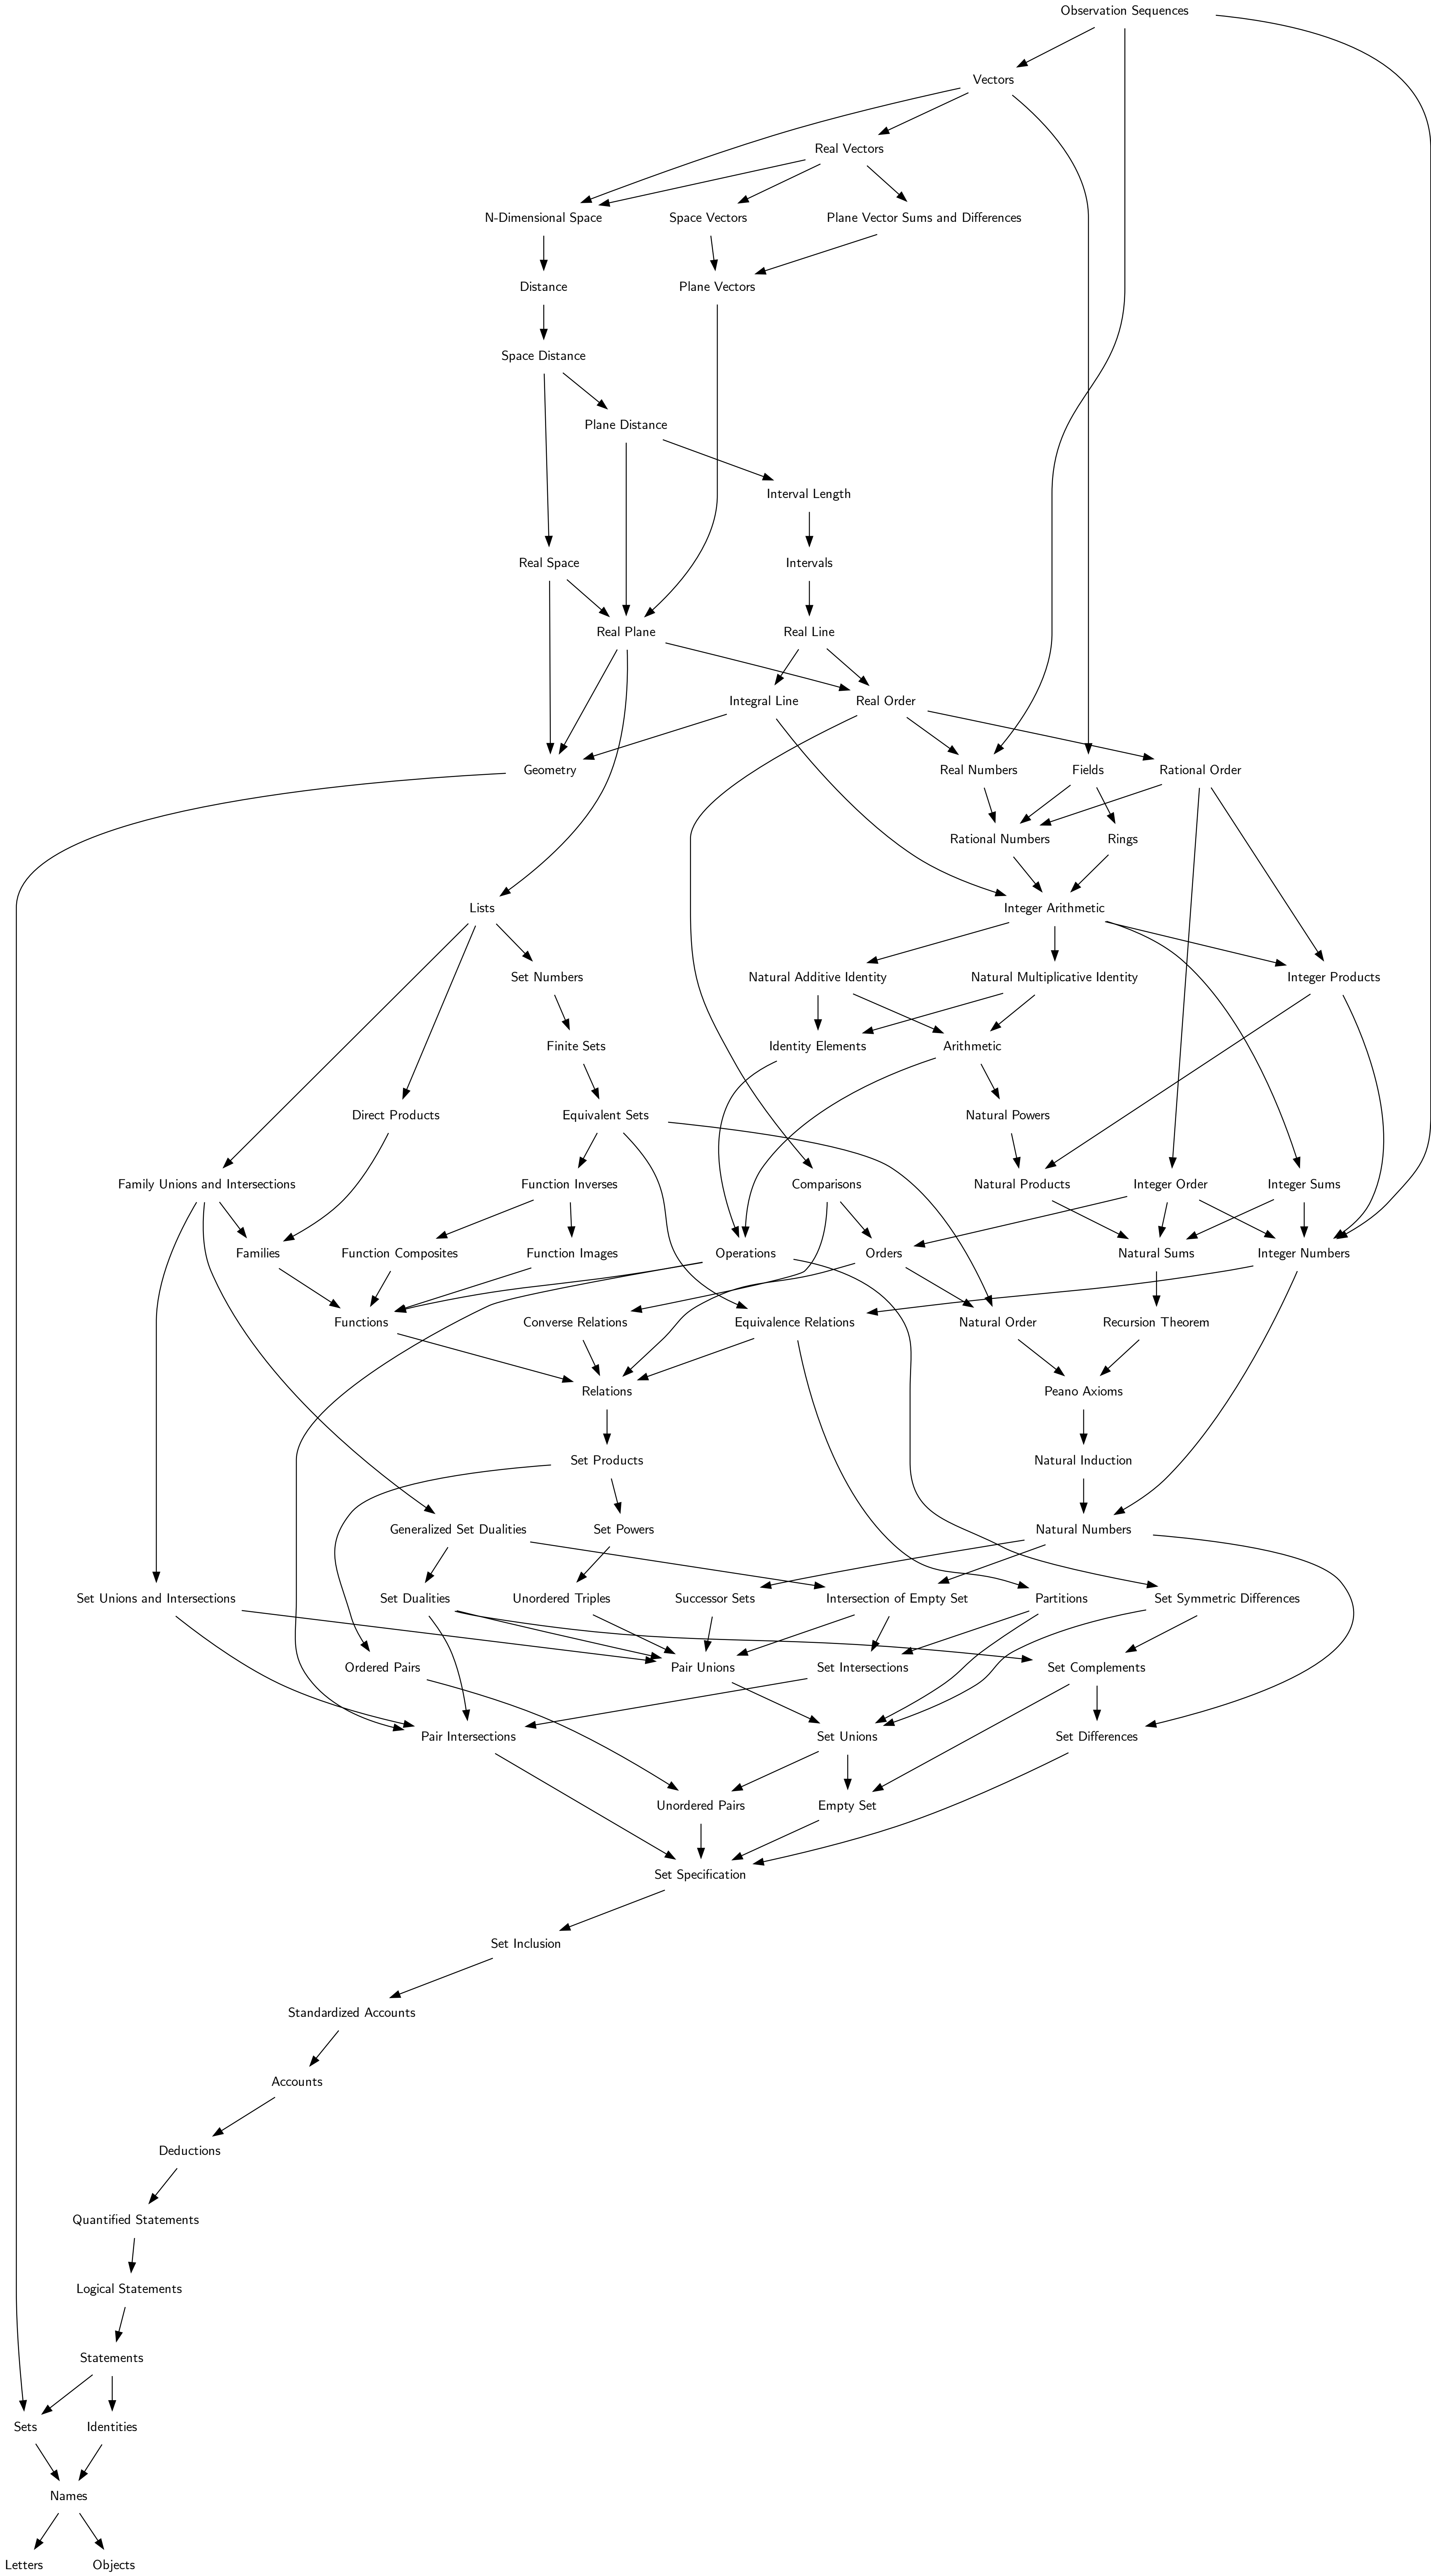 Observation Sequences
Vectors
Real Vectors
N-Dimensional Space
Space Vectors
Plane Vector Sums and Differences
Distance
Plane Vectors
Space Distance
Plane Distance
Interval Length
Real Space
Intervals
Real Plane
Real Line
Integral Line
Real Order
Geometry
Real Numbers
Fields
Rational Order
Rational Numbers
Rings
Lists
Integer Arithmetic
Set Numbers
Natural Additive Identity
Natural Multiplicative Identity
Integer Products
Finite Sets
Identity Elements
Arithmetic
Direct Products
Equivalent Sets
Natural Powers
Family Unions and Intersections
Function Inverses
Comparisons
Natural Products
Integer Order
Integer Sums
Families
Function Composites
Function Images
Operations
Orders
Natural Sums
Integer Numbers
Functions
Converse Relations
Equivalence Relations
Natural Order
Recursion Theorem
Relations
Peano Axioms
Set Products
Natural Induction
Generalized Set Dualities
Set Powers
Natural Numbers
Set Unions and Intersections
Set Dualities
Unordered Triples
Successor Sets
Intersection of Empty Set
Partitions
Set Symmetric Differences
Ordered Pairs
Pair Unions
Set Intersections
Set Complements
Pair Intersections
Set Unions
Set Differences
Unordered Pairs
Empty Set
Set Specification
Set Inclusion
Standardized Accounts
Accounts
Deductions
Quantified Statements
Logical Statements
Statements
Sets
Identities
Names
Letters
Objects